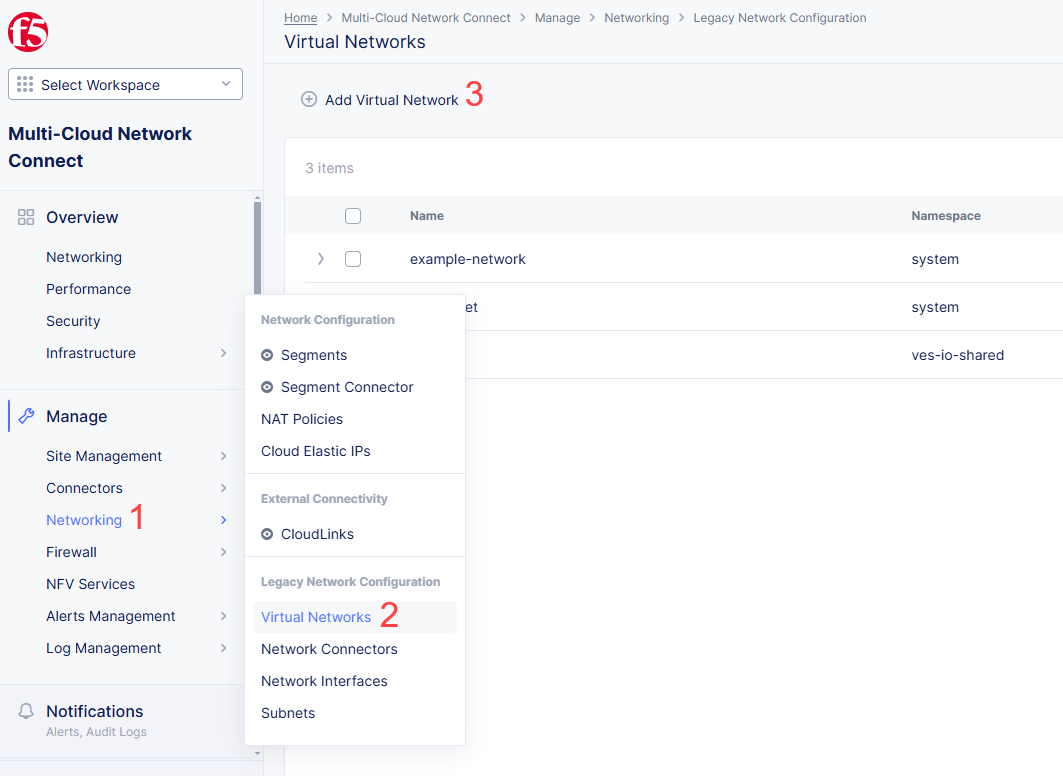 f5
Select Workspace
Multi-Cloud Network
Connect
Overview
Networking
Performance
Security
Infrastructure
Manage
Site Management
Connectors
Networking 1
Firewall
NFV Services
Alerts Management
Log Management
Notifications
Alerts, Audit Logs
Home > Multi-Cloud Network Connect > Manage > Networking > Legacy Network Configuration
Virtual Networks
Add Virtual Network 3
3 items
Name Namespace
example-network system
et system
ves-io-shared
Network Configuration
Segments
Segment Connector
NAT Policies
Cloud Elastic IPs
External Connectivity
CloudLinks
Legacy Network Configuration
Virtual Networks 2
Network Connectors
Network Interfaces
Subnets